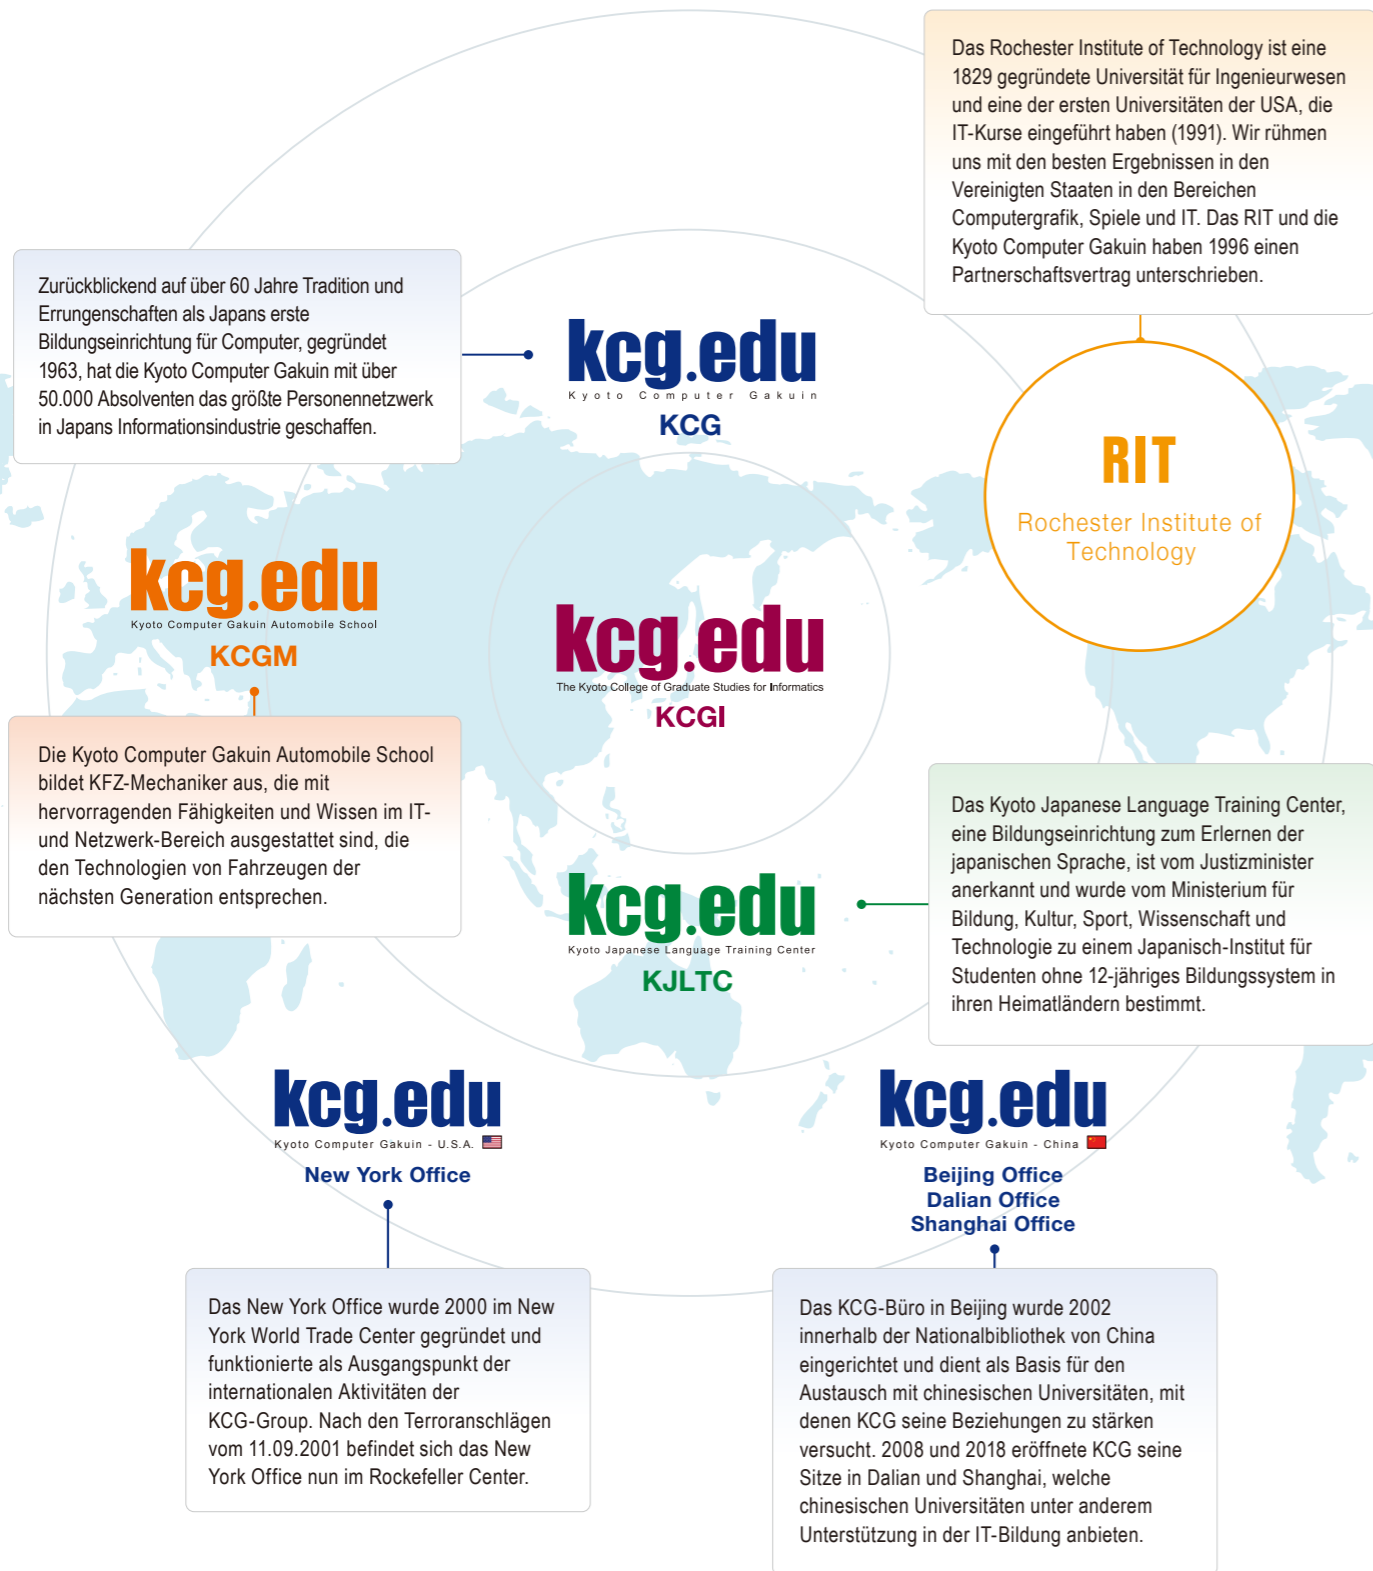 Das Rochester Institute of Technology ist eine
1829 gegründete Universität für Ingenieurwesen
und eine der ersten Universitäten der USA, die
IT-Kurse eingeführt haben (1991). Wir rühmen
uns mit den besten Ergebnissen in den
Vereinigten Staaten in den Bereichen
Computergrafik, Spiele und IT. Das RIT und die
Kyoto Computer Gakuin haben 1996 einen
Partnerschaftsvertrag unterschrieben.
Zurückblickend auf über 60 Jahre Tradition und
Errungenschaften als Japans erste
Bildungseinrichtung für Computer, gegründet
1963, hat die Kyoto Computer Gakuin mit über
50.000 Absolventen das größte Personennetzwerk
in Japans Informationsindustrie geschaffen.
kcg.edu
Kyoto Computer Gakuin
KCG
RIT
Rochester Institute of
Technology
kcg.edu
Kyoto Computer Gakuin Automobile School
KCGM
kcg.edu
The Kyoto College of Graduate Studies for Informatics
KCGI
Die Kyoto Computer Gakuin Automobile School
bildet KFZ-Mechaniker aus, die mit
hervorragenden Fähigkeiten und Wissen im IT-
und Netzwerk-Bereich ausgestattet sind, die
den Technologien von Fahrzeugen der
nächsten Generation entsprechen.
kcg.edu
Kyoto Japanese Language Training Center
KJLTC
Das Kyoto Japanese Language Training Center,
eine Bildungseinrichtung zum Erlernen der
japanischen Sprache, ist vom Justizminister
anerkannt und wurde vom Ministerium für
Bildung, Kultur, Sport, Wissenschaft und
Technologie zu einem Japanisch-Institut für
Studenten ohne 12-jähriges Bildungssystem in
ihren Heimatländern bestimmt.
kcg.edu
Kyoto Computer Gakuin - U.S.A.
New York Office
kcg.edu
Kyoto Computer Gakuin - China
Beijing Office
Dalian Office
Shanghai Office
Das New York Office wurde 2000 im New
York World Trade Center gegründet und
funktionierte als Ausgangspunkt der
internationalen Aktivitäten der
KCG-Group. Nach den Terroranschlägen
vom 11.09.2001 befindet sich das New
York Office nun im Rockefeller Center.
Das KCG-Büro in Beijing wurde 2002
innerhalb der Nationalbibliothek von China
eingerichtet und dient als Basis für den
Austausch mit chinesischen Universitäten, mit
denen KCG seine Beziehungen zu stärken
versucht. 2008 und 2018 eröffnete KCG seine
Sitze in Dalian und Shanghai, welche
chinesischen Universitäten unter anderem
Unterstützung in der IT-Bildung anbieten.